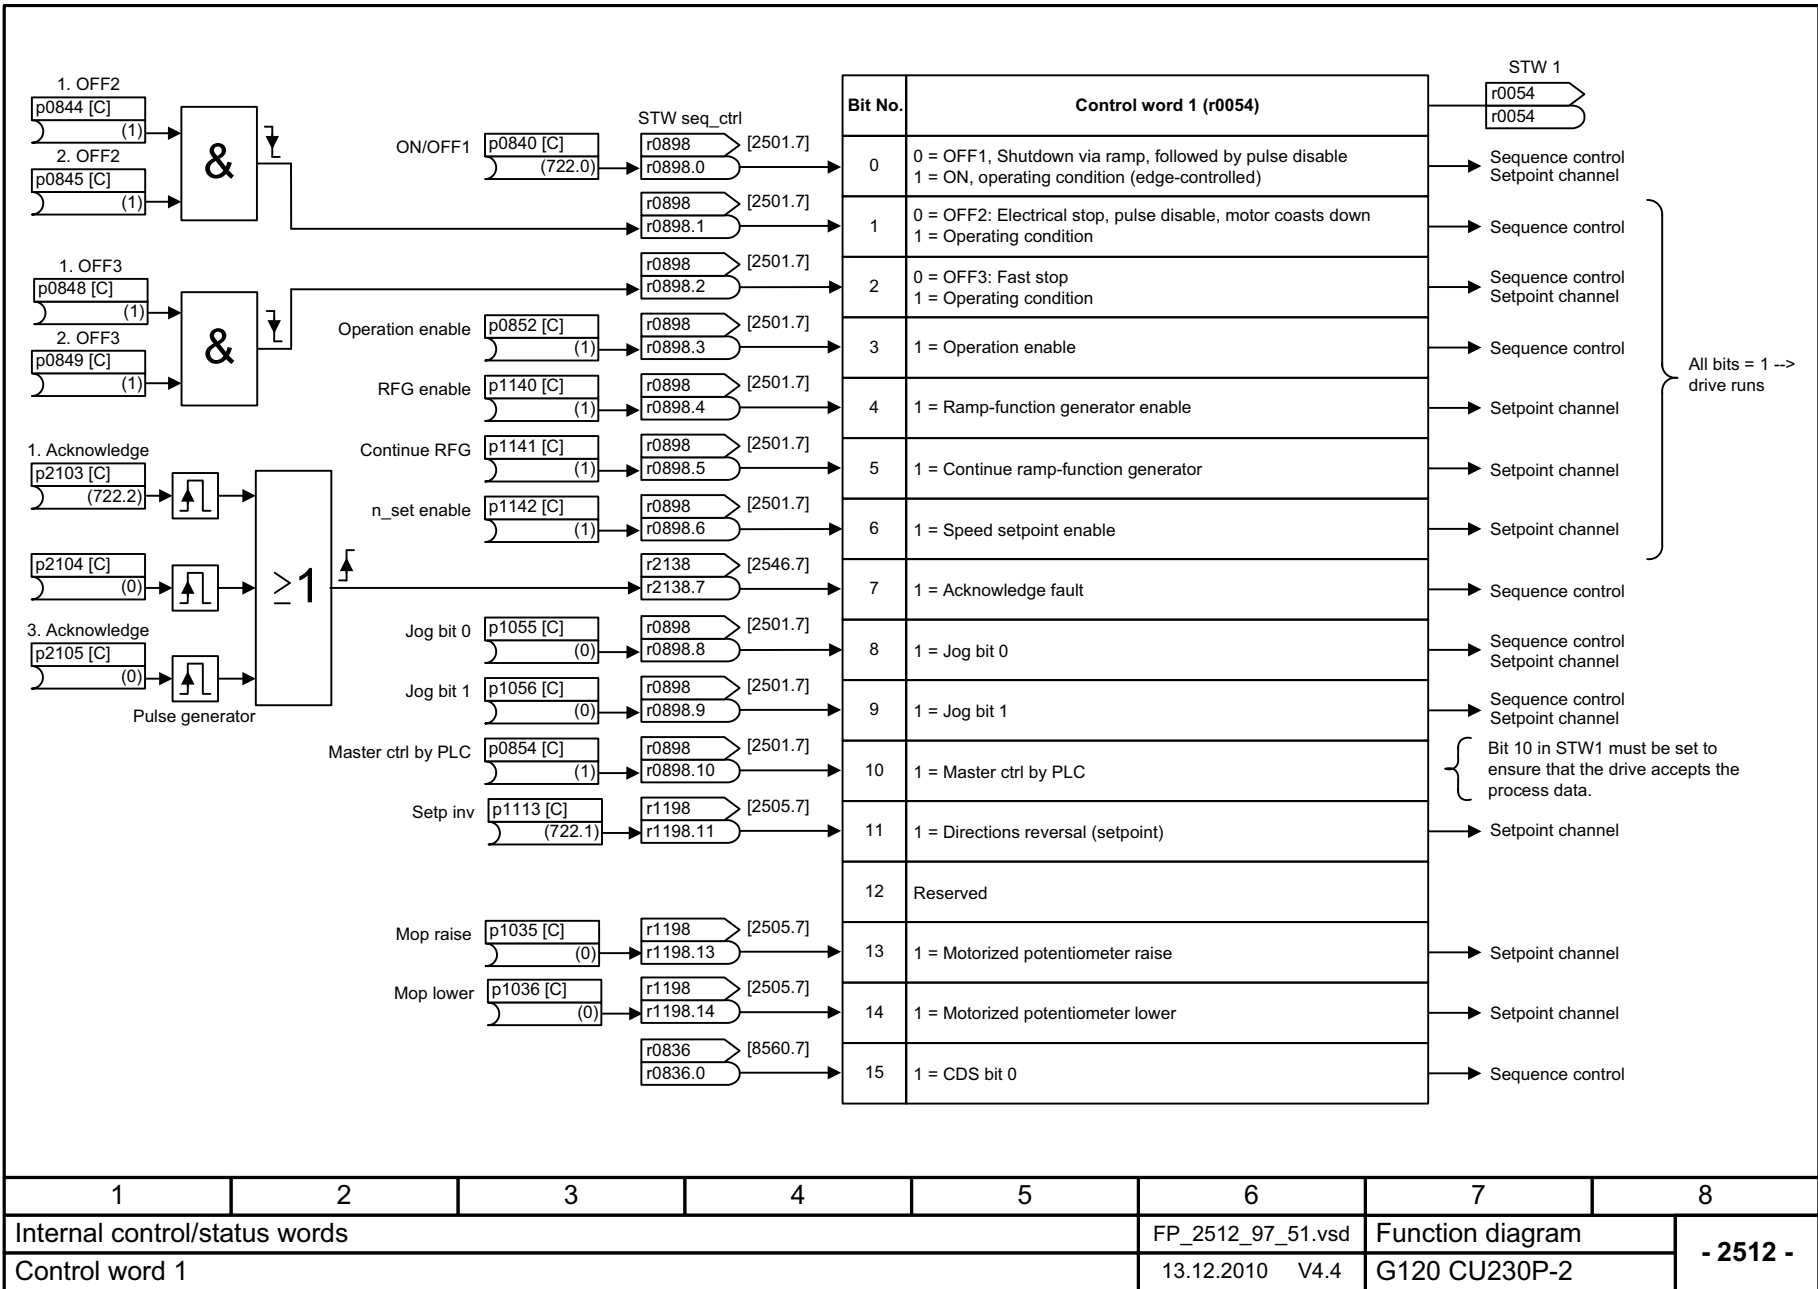 1. OFF2
p0844 [C]
(1)
2. OFF2
p0845 [C]
(1)
&
1. OFF3
p0848 [C]
(1)
2. OFF3
p0849 [C]
(1)
&
1. Acknowledge
p2103 [C]
(722.2)
p2104 [C]
(0)
3. Acknowledge
p2105 [C]
(0)
Pulse generator
≥1
STW seq_ctrl
ON/OFF1 p0840 [C] r0898 [2501.7]
(722.0) r0898.0
r0898 [2501.7]
r0898.1
r0898 [2501.7]
r0898.2
Operation enable p0852 [C] r0898 [2501.7]
(1) r0898.3
RFG enable p1140 [C] r0898 [2501.7]
(1) r0898.4
Continue RFG p1141 [C] r0898 [2501.7]
(1) r0898.5
n_set enable p1142 [C] r0898 [2501.7]
(1) r0898.6
r2138 [2546.7]
r2138.7
Jog bit 0 p1055 [C] r0898 [2501.7]
(0) r0898.8
Jog bit 1 p1056 [C] r0898 [2501.7]
(0) r0898.9
Master ctrl by PLC p0854 [C] r0898 [2501.7]
(1) r0898.10
Setp inv p1113 [C] r1198 [2505.7]
(722.1) r1198.11
Mop raise p1035 [C] r1198 [2505.7]
(0) r1198.13
Mop lower p1036 [C] r1198 [2505.7]
(0) r1198.14
r0836 [8560.7]
r0836.0
Bit No. Control word 1 (r0054)
0 0 = OFF1, Shutdown via ramp, followed by pulse disable
1 = ON, operating condition (edge-controlled)
1 0 = OFF2: Electrical stop, pulse disable, motor coasts down
1 = Operating condition
2 0 = OFF3: Fast stop
1 = Operating condition
3 1 = Operation enable
4 1 = Ramp-function generator enable
5 1 = Continue ramp-function generator
6 1 = Speed setpoint enable
7 1 = Acknowledge fault
8 1 = Jog bit 0
9 1 = Jog bit 1
10 1 = Master ctrl by PLC
11 1 = Directions reversal (setpoint)
12 Reserved
13 1 = Motorized potentiometer raise
14 1 = Motorized potentiometer lower
15 1 = CDS bit 0
STW 1
r0054
r0054
Sequence control
Setpoint channel
Sequence control
Sequence control
Setpoint channel
Sequence control
Setpoint channel
Setpoint channel
Setpoint channel
All bits = 1 -->
drive runs
Sequence control
Sequence control
Setpoint channel
Sequence control
Setpoint channel
Bit 10 in STW1 must be set to
ensure that the drive accepts the
process data.
Setpoint channel
Setpoint channel
Setpoint channel
Sequence control
1 2 3 4 5 6 7 8
Internal control/status words FP_2512_97_51.vsd Function diagram
- 2512 -
Control word 1 13.12.2010 V4.4 G120 CU230P-2